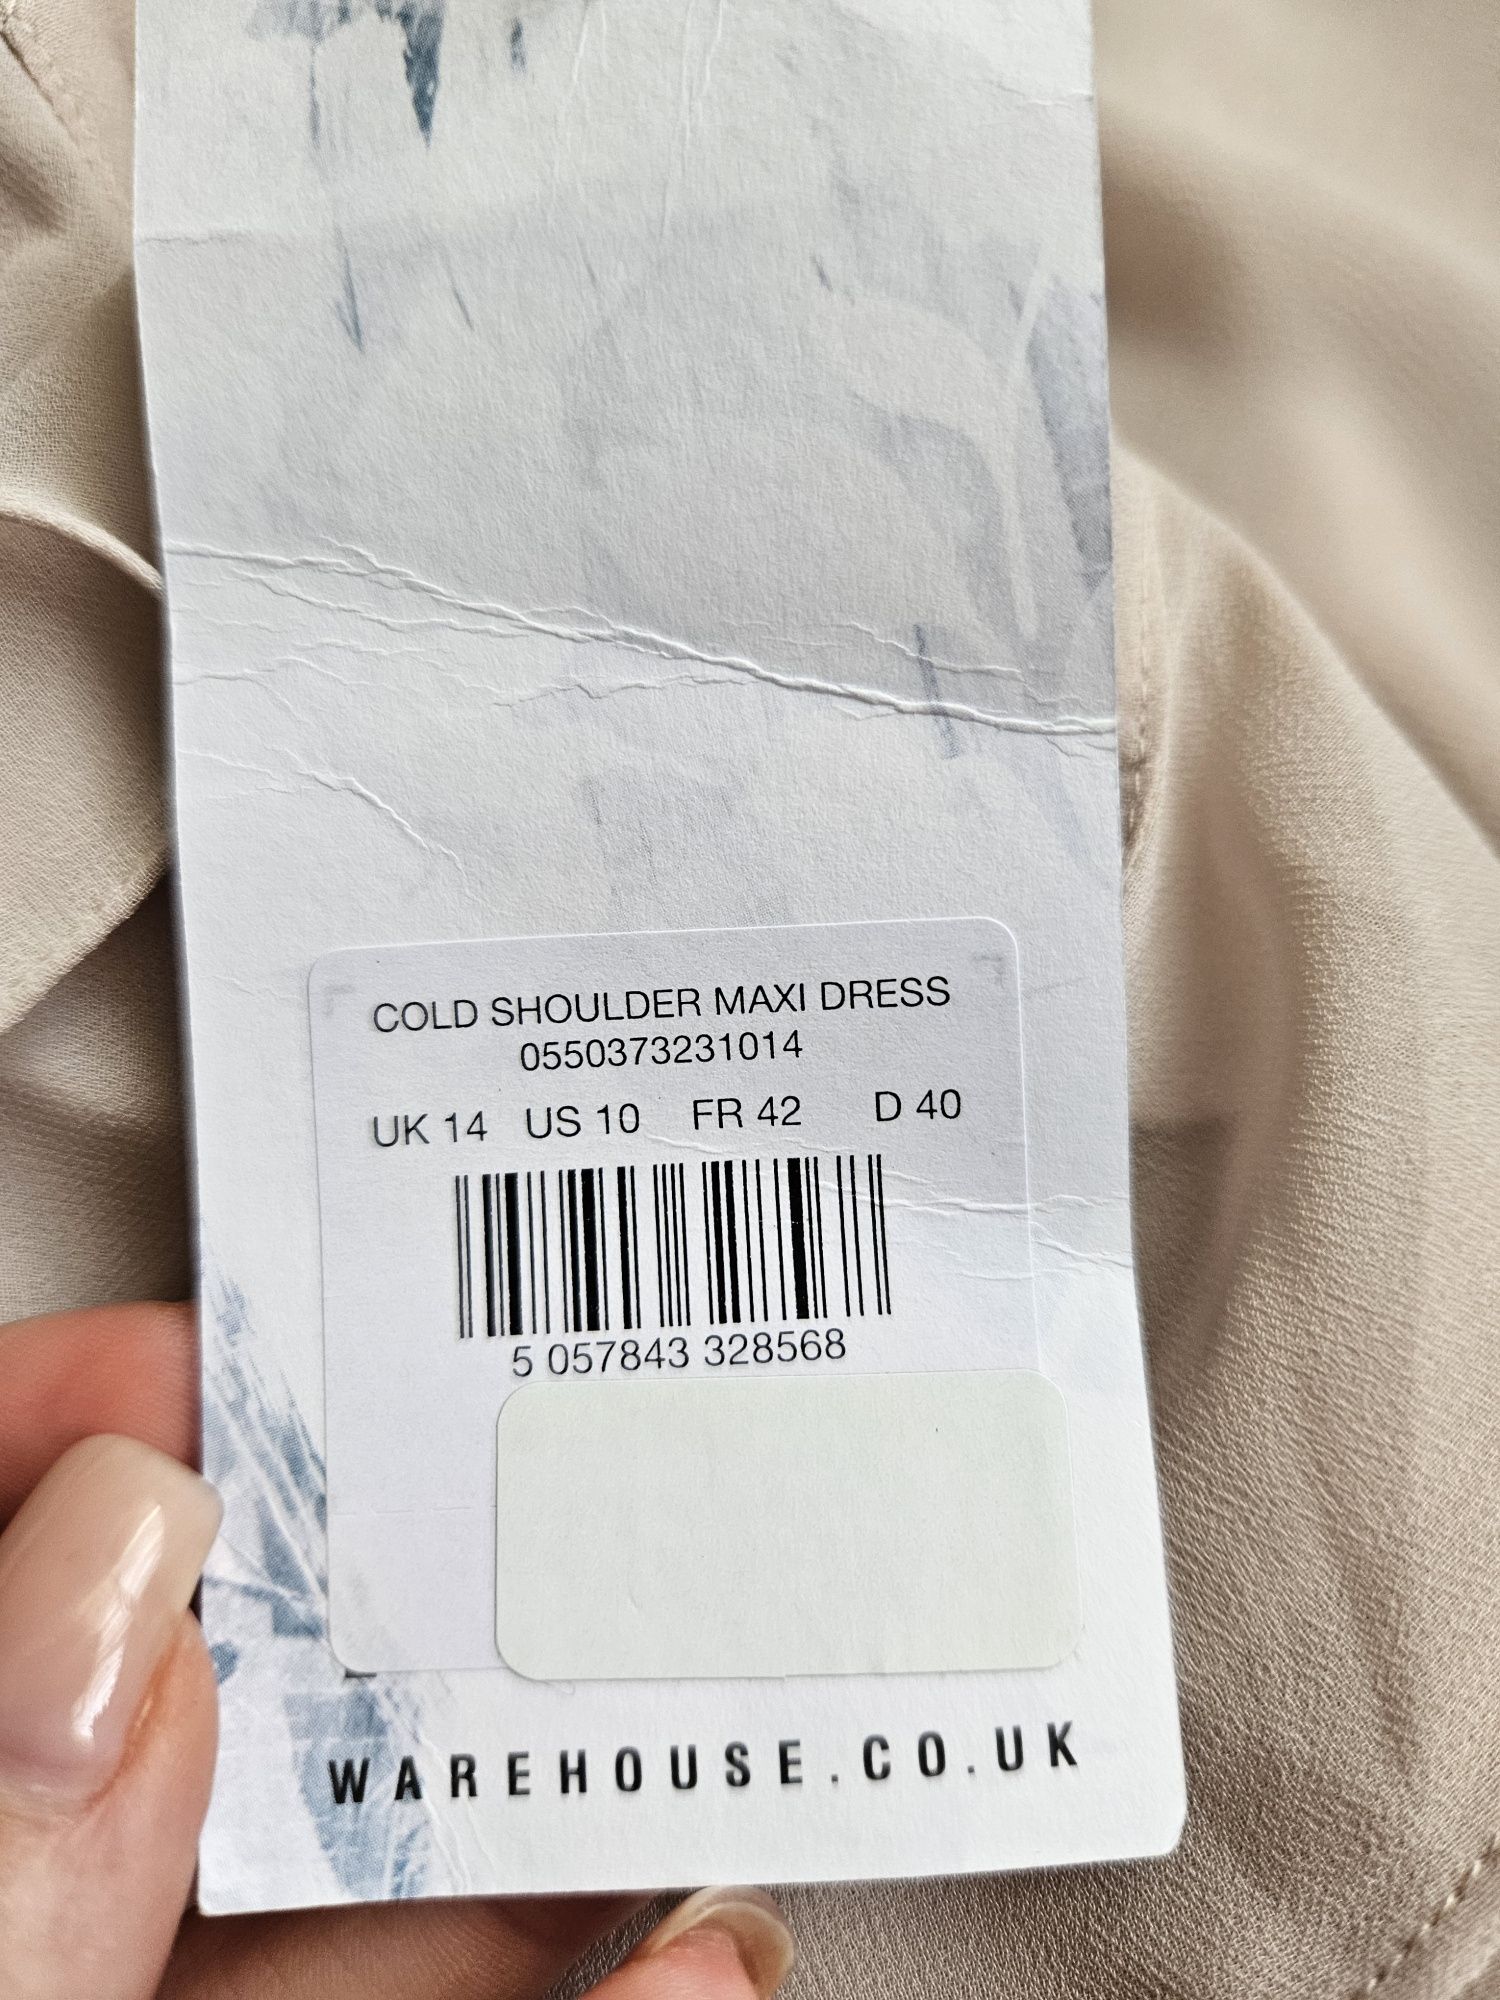 COLD SHOULDER MAXI DRESS
0550373231014
UK 14 US 10 FR 42 D 40
5 057843 328568
WAREHOUSE.CO.UK